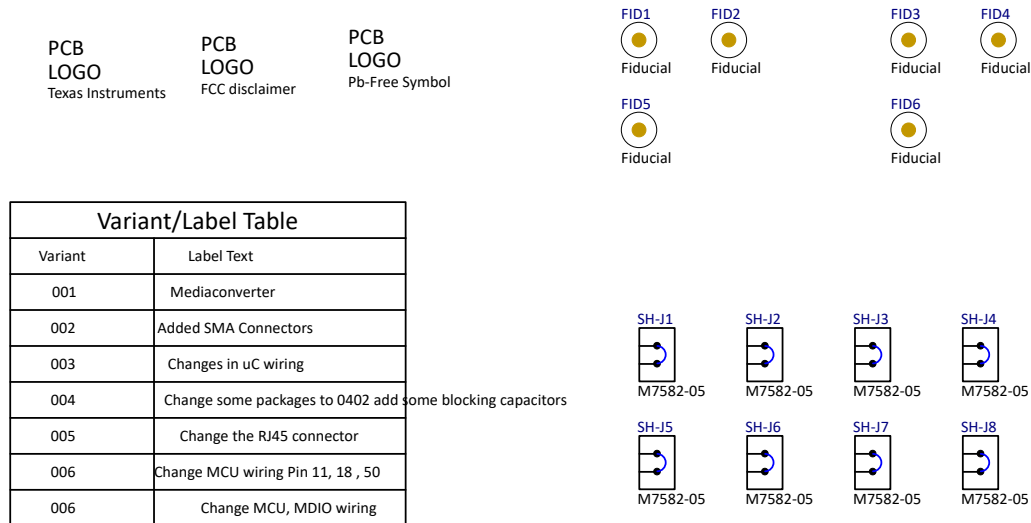 PCB
LOGO
Texas Instruments
PCB
LOGO
FCC disclaimer
PCB
LOGO
Pb-Free Symbol
FID1 FID2 FID3 FID4
Fiducial Fiducial Fiducial Fiducial
FID5 FID6
Fiducial Fiducial
Variant/Label Table
Variant Label Text
001 Mediaconverter
002 Added SMA Connectors
003 Changes in uC wiring
004 Change some packages to 0402 add some blocking capacitors
005 Change the RJ45 connector
006 Change MCU wiring Pin 11, 18 , 50
006 Change MCU, MDIO wiring
SH-J1 SH-J2 SH-J3 SH-J4
M7582-05 M7582-05 M7582-05 M7582-05
SH-J5 SH-J6 SH-J7 SH-J8
M7582-05 M7582-05 M7582-05 M7582-05